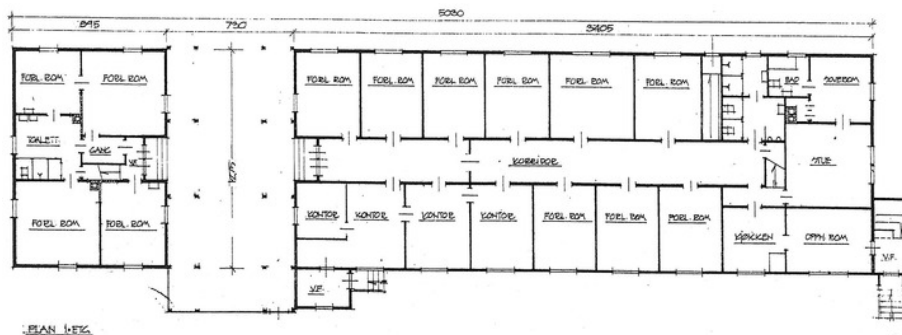 5030
895
790
3405
FORL. ROM
FORL. ROM
FORL. ROM
FORL. ROM
FORL. ROM
FORL. ROM
FORL. ROM
FORL. ROM
BAD
SOVEROM
TOALETT
GANG
KORRIDOR
STUE
FORL. ROM
FORL. ROM
KONTOR
KONTOR
KONTOR
KONTOR
FORL. ROM
FORL. ROM
FORL. ROM
KJØKKEN
OPPH. ROM
V.F.
V.F.
PLAN 1.ETG.